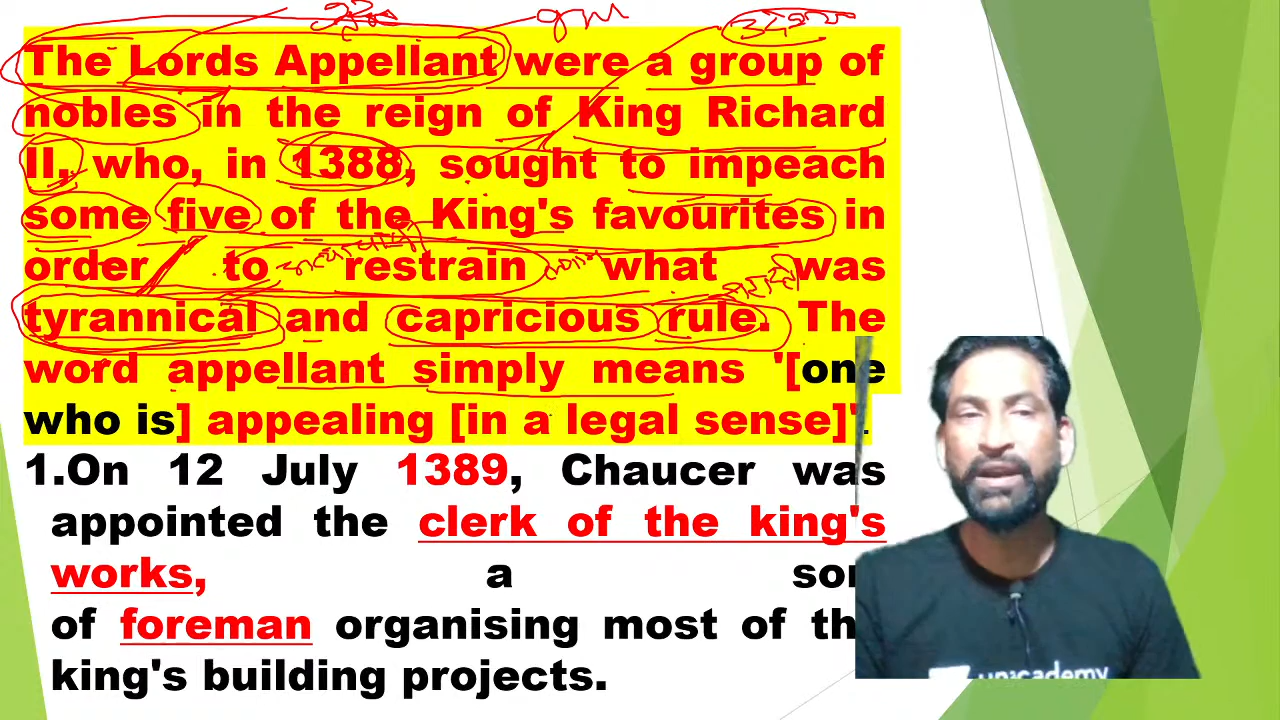 The Lords Appellant were a group of
nobles in the reign of King Richard
II, who, in 1388, sought to impeach
some five of the King's favourites in
order to restrain what was
tyrannical and capricious rule. The
word appellant simply means '[one
who is] appealing [in a legal sense]'.
1.On 12 July 1389, Chaucer was
appointed the clerk of the king's
works, a
of foreman organising most of
king's building projects.
unacademy